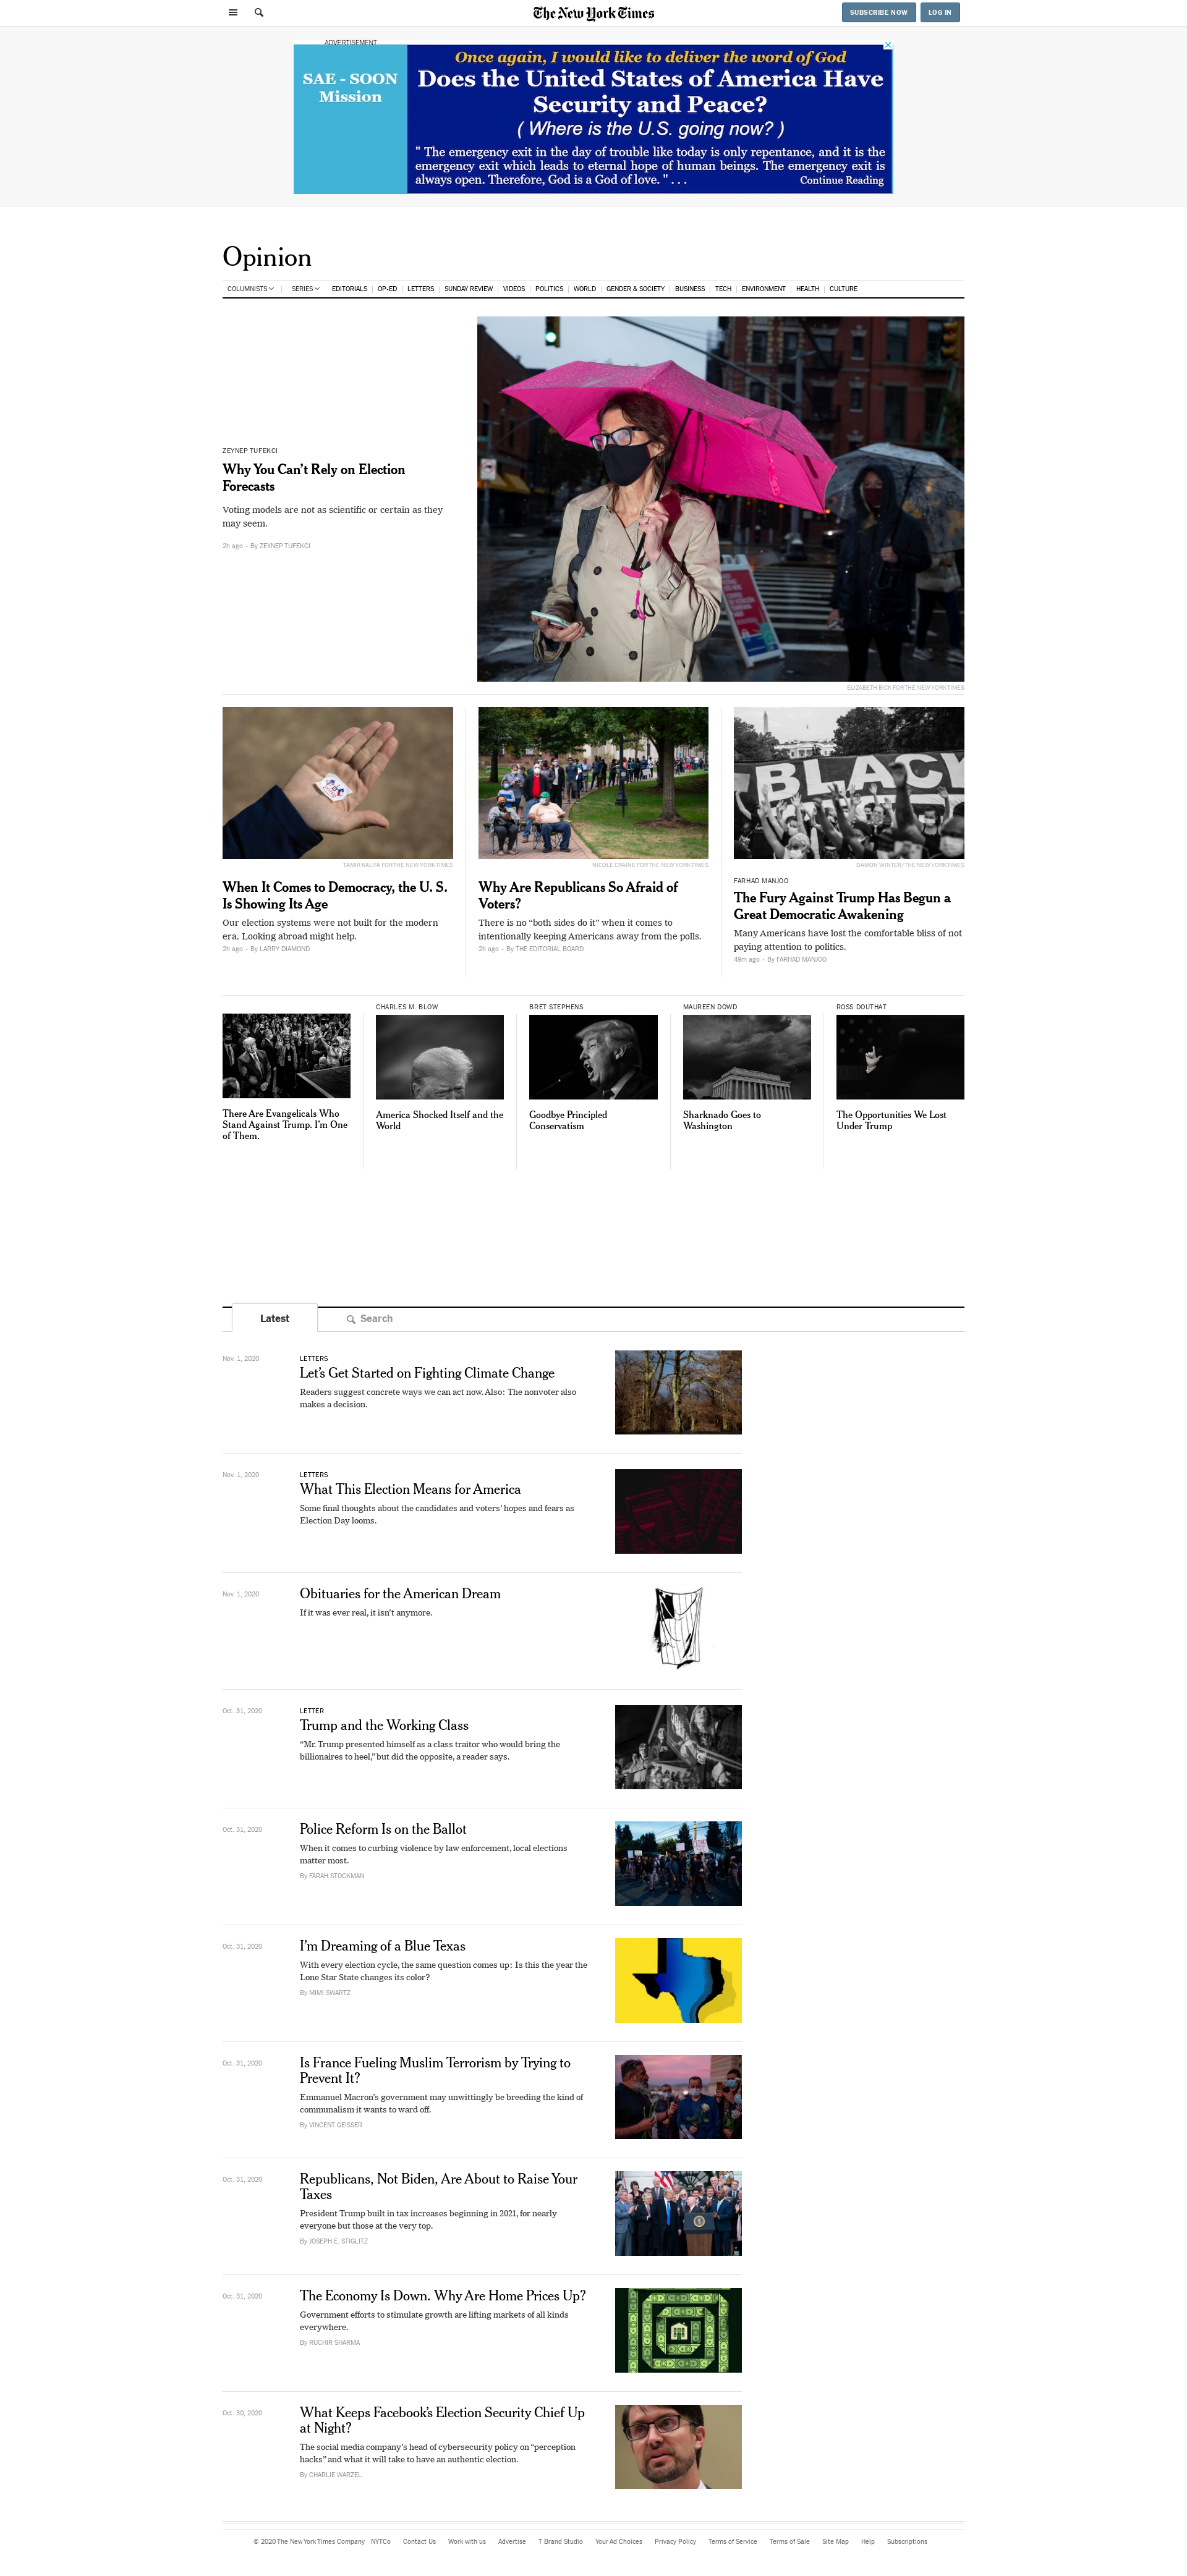 The New York Times
SUBSCRIBE NOW
LOG IN
ADVERTISEMENT
SAE - SOON
Mission
Once again, I would like to deliver the word of God
Does the United States of America Have
Security and Peace?
( Where is the U.S. going now? )
" The emergency exit in the day of trouble like today is only repentance, and it is the
emergency exit which leads to eternal hope of human beings. The emergency exit is
always open. Therefore, God is a God of love. " . . .
Continue Reading
Opinion
COLUMNISTS SERIES EDITORIALS OP-ED LETTERS SUNDAY REVIEW VIDEOS POLITICS WORLD GENDER & SOCIETY BUSINESS TECH ENVIRONMENT HEALTH CULTURE
ZEYNEP TUFEKCI
Why You Can't Rely on Election
Forecasts
Voting models are not as scientific or certain as they
may seem.
2h ago - By ZEYNEP TUFEKCI
ELIZABETH BICK FOR THE NEW YORK TIMES
TAMIR KALIFA FOR THE NEW YORK TIMES
When It Comes to Democracy, the U. S.
Is Showing Its Age
Our election systems were not built for the modern
era. Looking abroad might help.
2h ago - By LARRY DIAMOND
NICOLE CRAINE FOR THE NEW YORK TIMES
Why Are Republicans So Afraid of
Voters?
There is no “both sides do it” when it comes to
intentionally keeping Americans away from the polls.
2h ago - By THE EDITORIAL BOARD
BLACK
DAMON WINTER/THE NEW YORK TIMES
FARHAD MANJOO
The Fury Against Trump Has Begun a
Great Democratic Awakening
Many Americans have lost the comfortable bliss of not
paying attention to politics.
49m ago - By FARHAD MANJOO
There Are Evangelicals Who
Stand Against Trump. I'm One
of Them.
CHARLES M. BLOW
America Shocked Itself and the
World
BRET STEPHENS
Goodbye Principled
Conservatism
MAUREEN DOWD
Sharknado Goes to
Washington
ROSS DOUTHAT
The Opportunities We Lost
Under Trump
Latest
Search
Nov. 1, 2020
LETTERS
Let's Get Started on Fighting Climate Change
Readers suggest concrete ways we can act now. Also: The nonvoter also
makes a decision.
Nov. 1, 2020
LETTERS
What This Election Means for America
Some final thoughts about the candidates and voters' hopes and fears as
Election Day looms.
Nov. 1, 2020
Obituaries for the American Dream
If it was ever real, it isn't anymore.
Oct. 31, 2020
LETTER
Trump and the Working Class
“Mr. Trump presented himself as a class traitor who would bring the
billionaires to heel,” but did the opposite, a reader says.
Oct. 31, 2020
Police Reform Is on the Ballot
When it comes to curbing violence by law enforcement, local elections
matter most.
By FARAH STOCKMAN
Oct. 31, 2020
I'm Dreaming of a Blue Texas
With every election cycle, the same question comes up: Is this the year the
Lone Star State changes its color?
By MIMI SWARTZ
Oct. 31, 2020
Is France Fueling Muslim Terrorism by Trying to
Prevent It?
Emmanuel Macron's government may unwittingly be breeding the kind of
communalism it wants to ward off.
By VINCENT GEISSER
Oct. 31, 2020
Republicans, Not Biden, Are About to Raise Your
Taxes
President Trump built in tax increases beginning in 2021, for nearly
everyone but those at the very top.
By JOSEPH E. STIGLITZ
Oct. 31, 2020
The Economy Is Down. Why Are Home Prices Up?
Government efforts to stimulate growth are lifting markets of all kinds
everywhere.
By RUCHIR SHARMA
Oct. 30, 2020
What Keeps Facebook's Election Security Chief Up
at Night?
The social media company's head of cybersecurity policy on “perception
hacks” and what it will take to have an authentic election.
By CHARLIE WARZEL
© 2020 The New York Times Company NYTCo Contact Us Work with us Advertise T Brand Studio Your Ad Choices Privacy Policy Terms of Service Terms of Sale Site Map Help Subscriptions